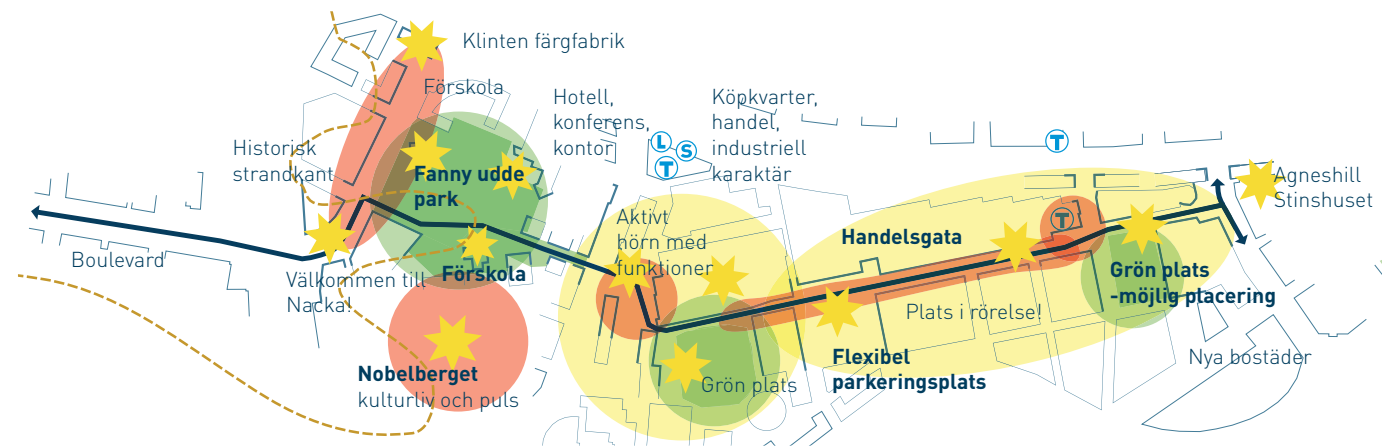 Klinten färgfabrik
Förskola
Hotell,
konferens,
kontor
Köpkvarter,
handel,
industriell
karaktär
L
S
T
T
Historisk
strandkant
Fanny udde
park
Agneshill
Stinshuset
Aktivt
hörn med
funktioner
T
Handelsgata
Boulevard
Välkommen till
Nacka!
Förskola
Grön plats
-möjlig placering
Plats i rörelse!
Flexibel
parkeringsplats
Nya bostäder
Nobelberget
kulturliv och puls
Grön plats